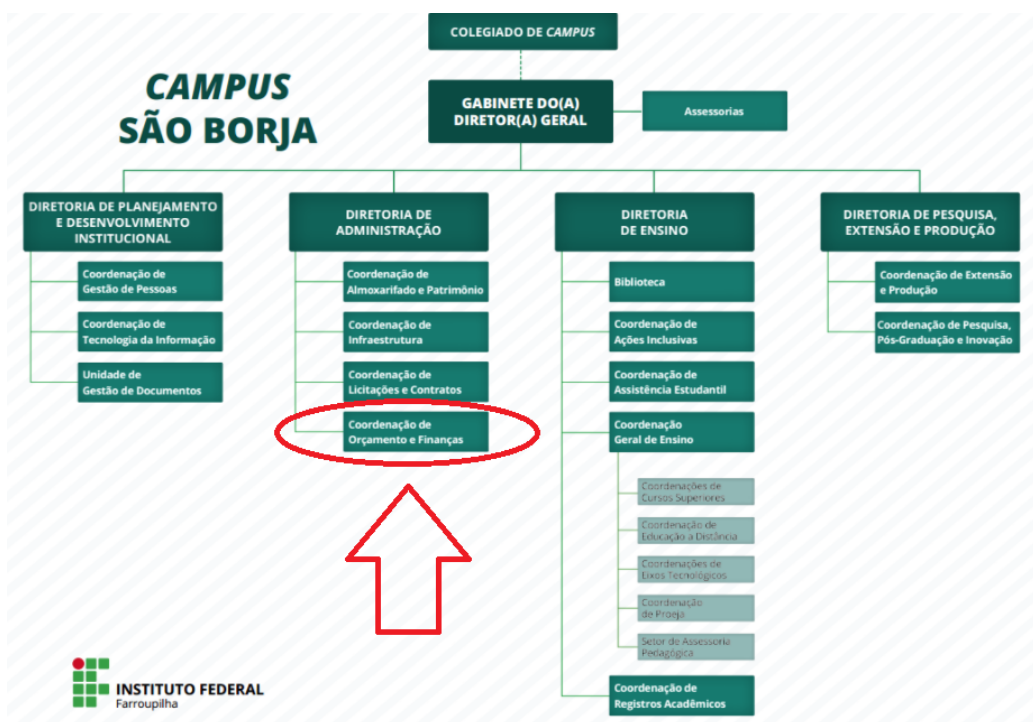 COLEGIADO DE CAMPUS
CAMPUS
SÃO BORJA
GABINETE DO(A)
DIRETOR(A) GERAL
Assessorias
DIRETORIA DE PLANEJAMENTO
E DESENVOLVIMENTO
INSTITUCIONAL
Coordenação de
Gestão de Pessoas
Coordenação de
Tecnologia da Informação
Unidade de
Gestão de Documentos
DIRETORIA DE
ADMINISTRAÇÃO
Coordenação de
Almoxarifado e Patrimônio
Coordenação de
Infraestrutura
Coordenação de
Licitações e Contratos
Coordenação de
Orçamento e Finanças
DIRETORIA
DE ENSINO
Biblioteca
Coordenação de
Ações Inclusivas
Coordenação de
Assistência Estudantil
Coordenação
Geral de Ensino
Coordenações de
Cursos Superiores
Coordenação de
Educação a Distância
Coordenações de
Eixos Tecnológicos
Coordenação
de Proeja
Setor de Assessoria
Pedagógica
Coordenação de
Registros Acadêmicos
DIRETORIA DE PESQUISA,
EXTENSÃO E PRODUÇÃO
Coordenação de Extensão
e Produção
Coordenação de Pesquisa,
Pós-Graduação e Inovação
INSTITUTO FEDERAL
Farroupilha